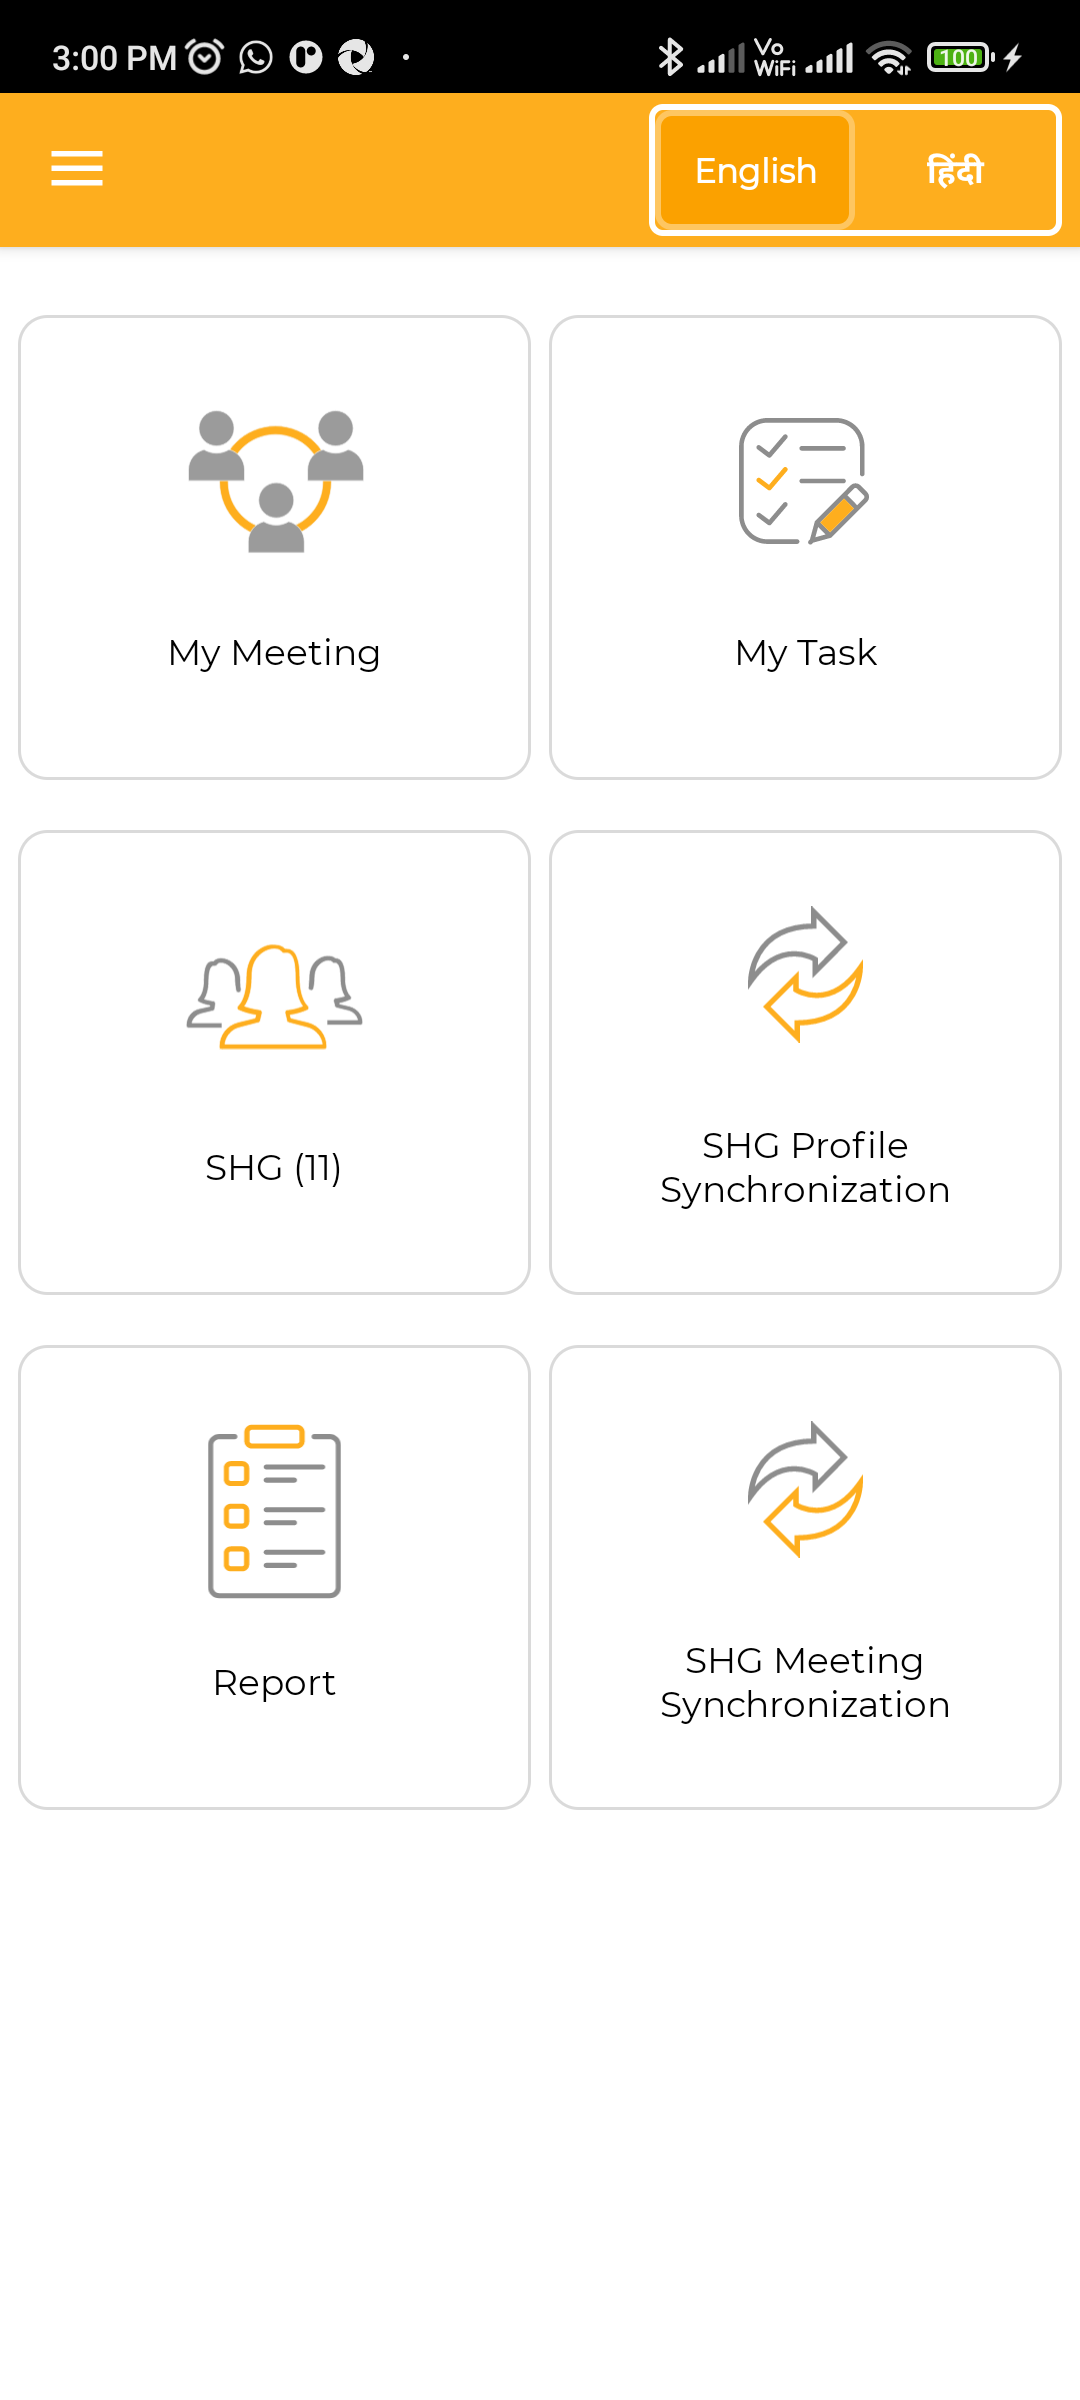 3:00 PM
Vo
WiFi
100
English
हिंदी
My Meeting
My Task
SHG (11)
SHG Profile
Synchronization
Report
SHG Meeting
Synchronization